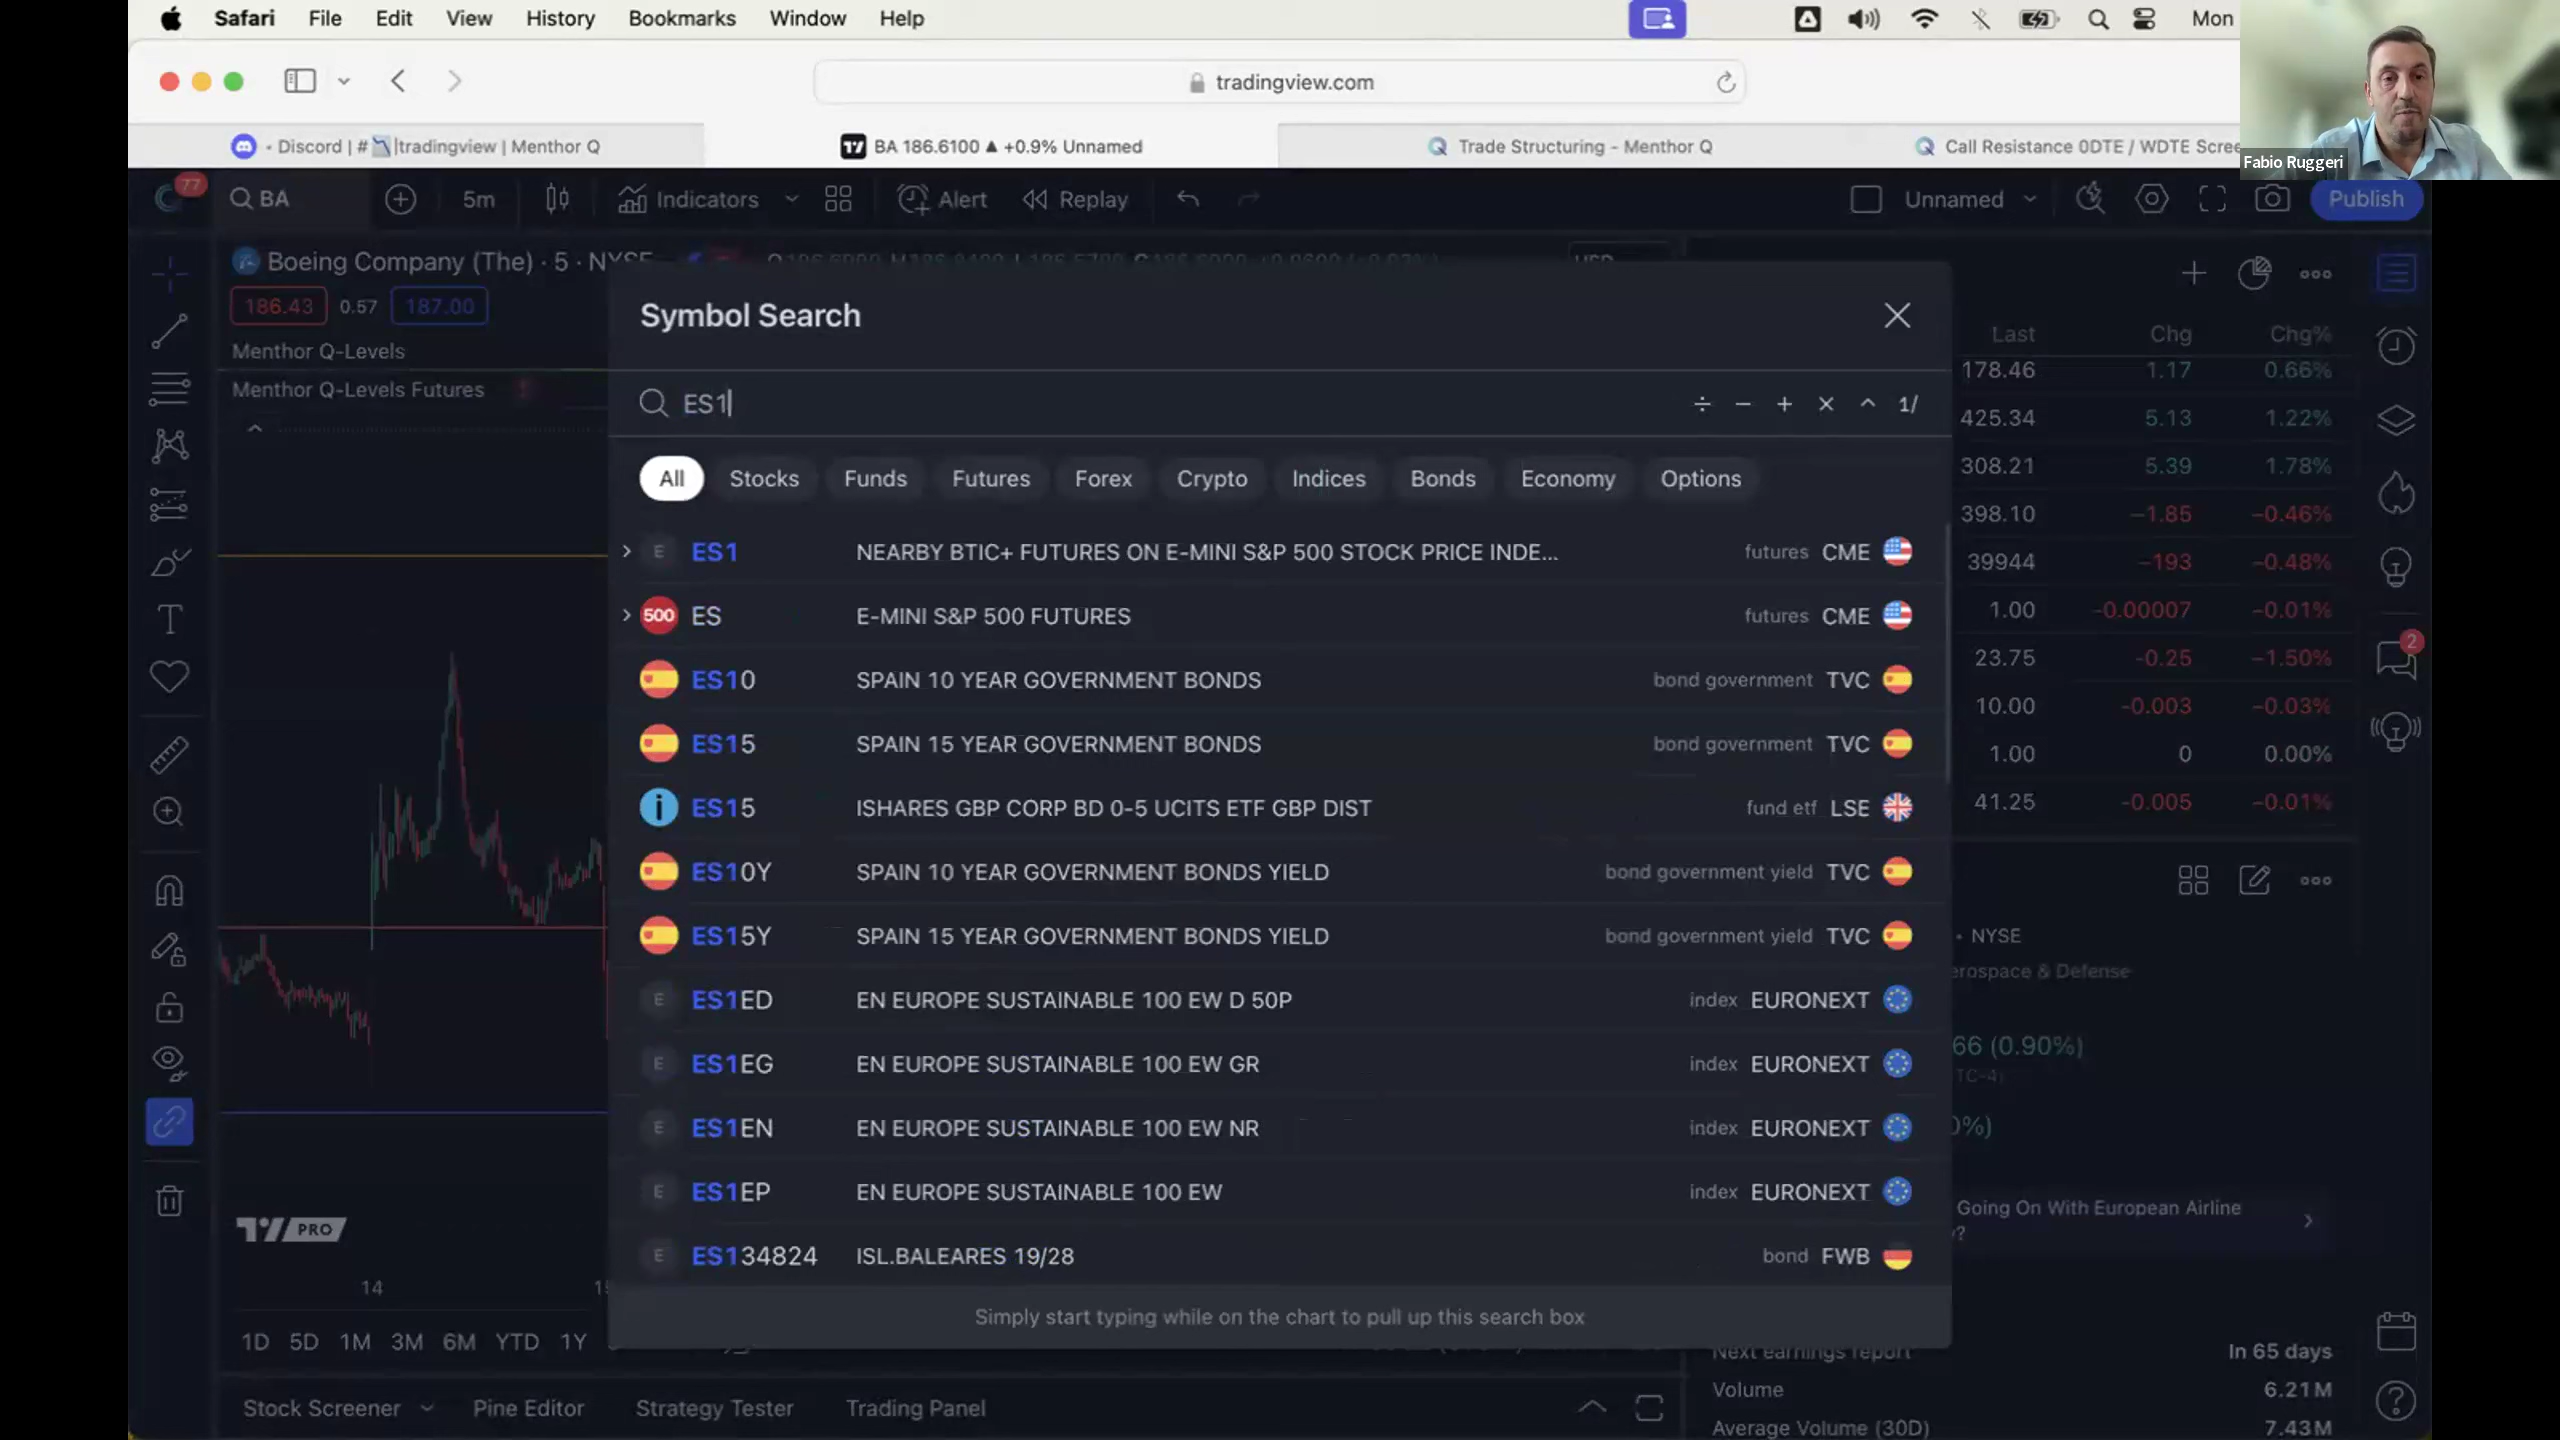 Safari File Edit View History Bookmarks Window Help Mon
tradingview.com
• Discord | #📉|tradingview | Menthor Q
BA 186.6100 ▲ +0.9% Unnamed
Trade Structuring - Menthor Q
Call Resistance 0DTE / WDTE Scree
Fabio Ruggeri
77
BA 5m Indicators Alert Replay Unnamed Publish
Boeing Company (The) · 5 · NYSE
186.43 0.57 187.00
Menthor Q-Levels
Menthor Q-Levels Futures
Symbol Search
ES1
÷ − + × ^ 1/
All Stocks Funds Futures Forex Crypto Indices Bonds Economy Options
E ES1 NEARBY BTIC+ FUTURES ON E-MINI S&P 500 STOCK PRICE INDE... futures CME
500 ES E-MINI S&P 500 FUTURES futures CME
ES10 SPAIN 10 YEAR GOVERNMENT BONDS bond government TVC
ES15 SPAIN 15 YEAR GOVERNMENT BONDS bond government TVC
ES15 ISHARES GBP CORP BD 0-5 UCITS ETF GBP DIST fund etf LSE
ES10Y SPAIN 10 YEAR GOVERNMENT BONDS YIELD bond government yield TVC
ES15Y SPAIN 15 YEAR GOVERNMENT BONDS YIELD bond government yield TVC
E ES1ED EN EUROPE SUSTAINABLE 100 EW D 50P index EURONEXT
E ES1EG EN EUROPE SUSTAINABLE 100 EW GR index EURONEXT
E ES1EN EN EUROPE SUSTAINABLE 100 EW NR index EURONEXT
E ES1EP EN EUROPE SUSTAINABLE 100 EW index EURONEXT
E ES134824 ISL.BALEARES 19/28 bond FWB
Simply start typing while on the chart to pull up this search box
Last Chg Chg%
178.46 1.17 0.66%
425.34 5.13 1.22%
308.21 5.39 1.78%
398.10 −1.85 −0.46%
39944 −193 −0.48%
1.00 -0.00007 −0.01%
23.75 -0.25 −1.50%
10.00 -0.003 −0.03%
1.00 0 0.00%
41.25 -0.005 −0.01%
2
• NYSE
erospace & Defense
66 (0.90%)
TC-4)
0%)
Going On With European Airline
y?
Next earnings report In 65 days
Volume 6.21M
Average Volume (30D) 7.43M
PRO
14
1D 5D 1M 3M 6M YTD 1Y
Stock Screener Pine Editor Strategy Tester Trading Panel